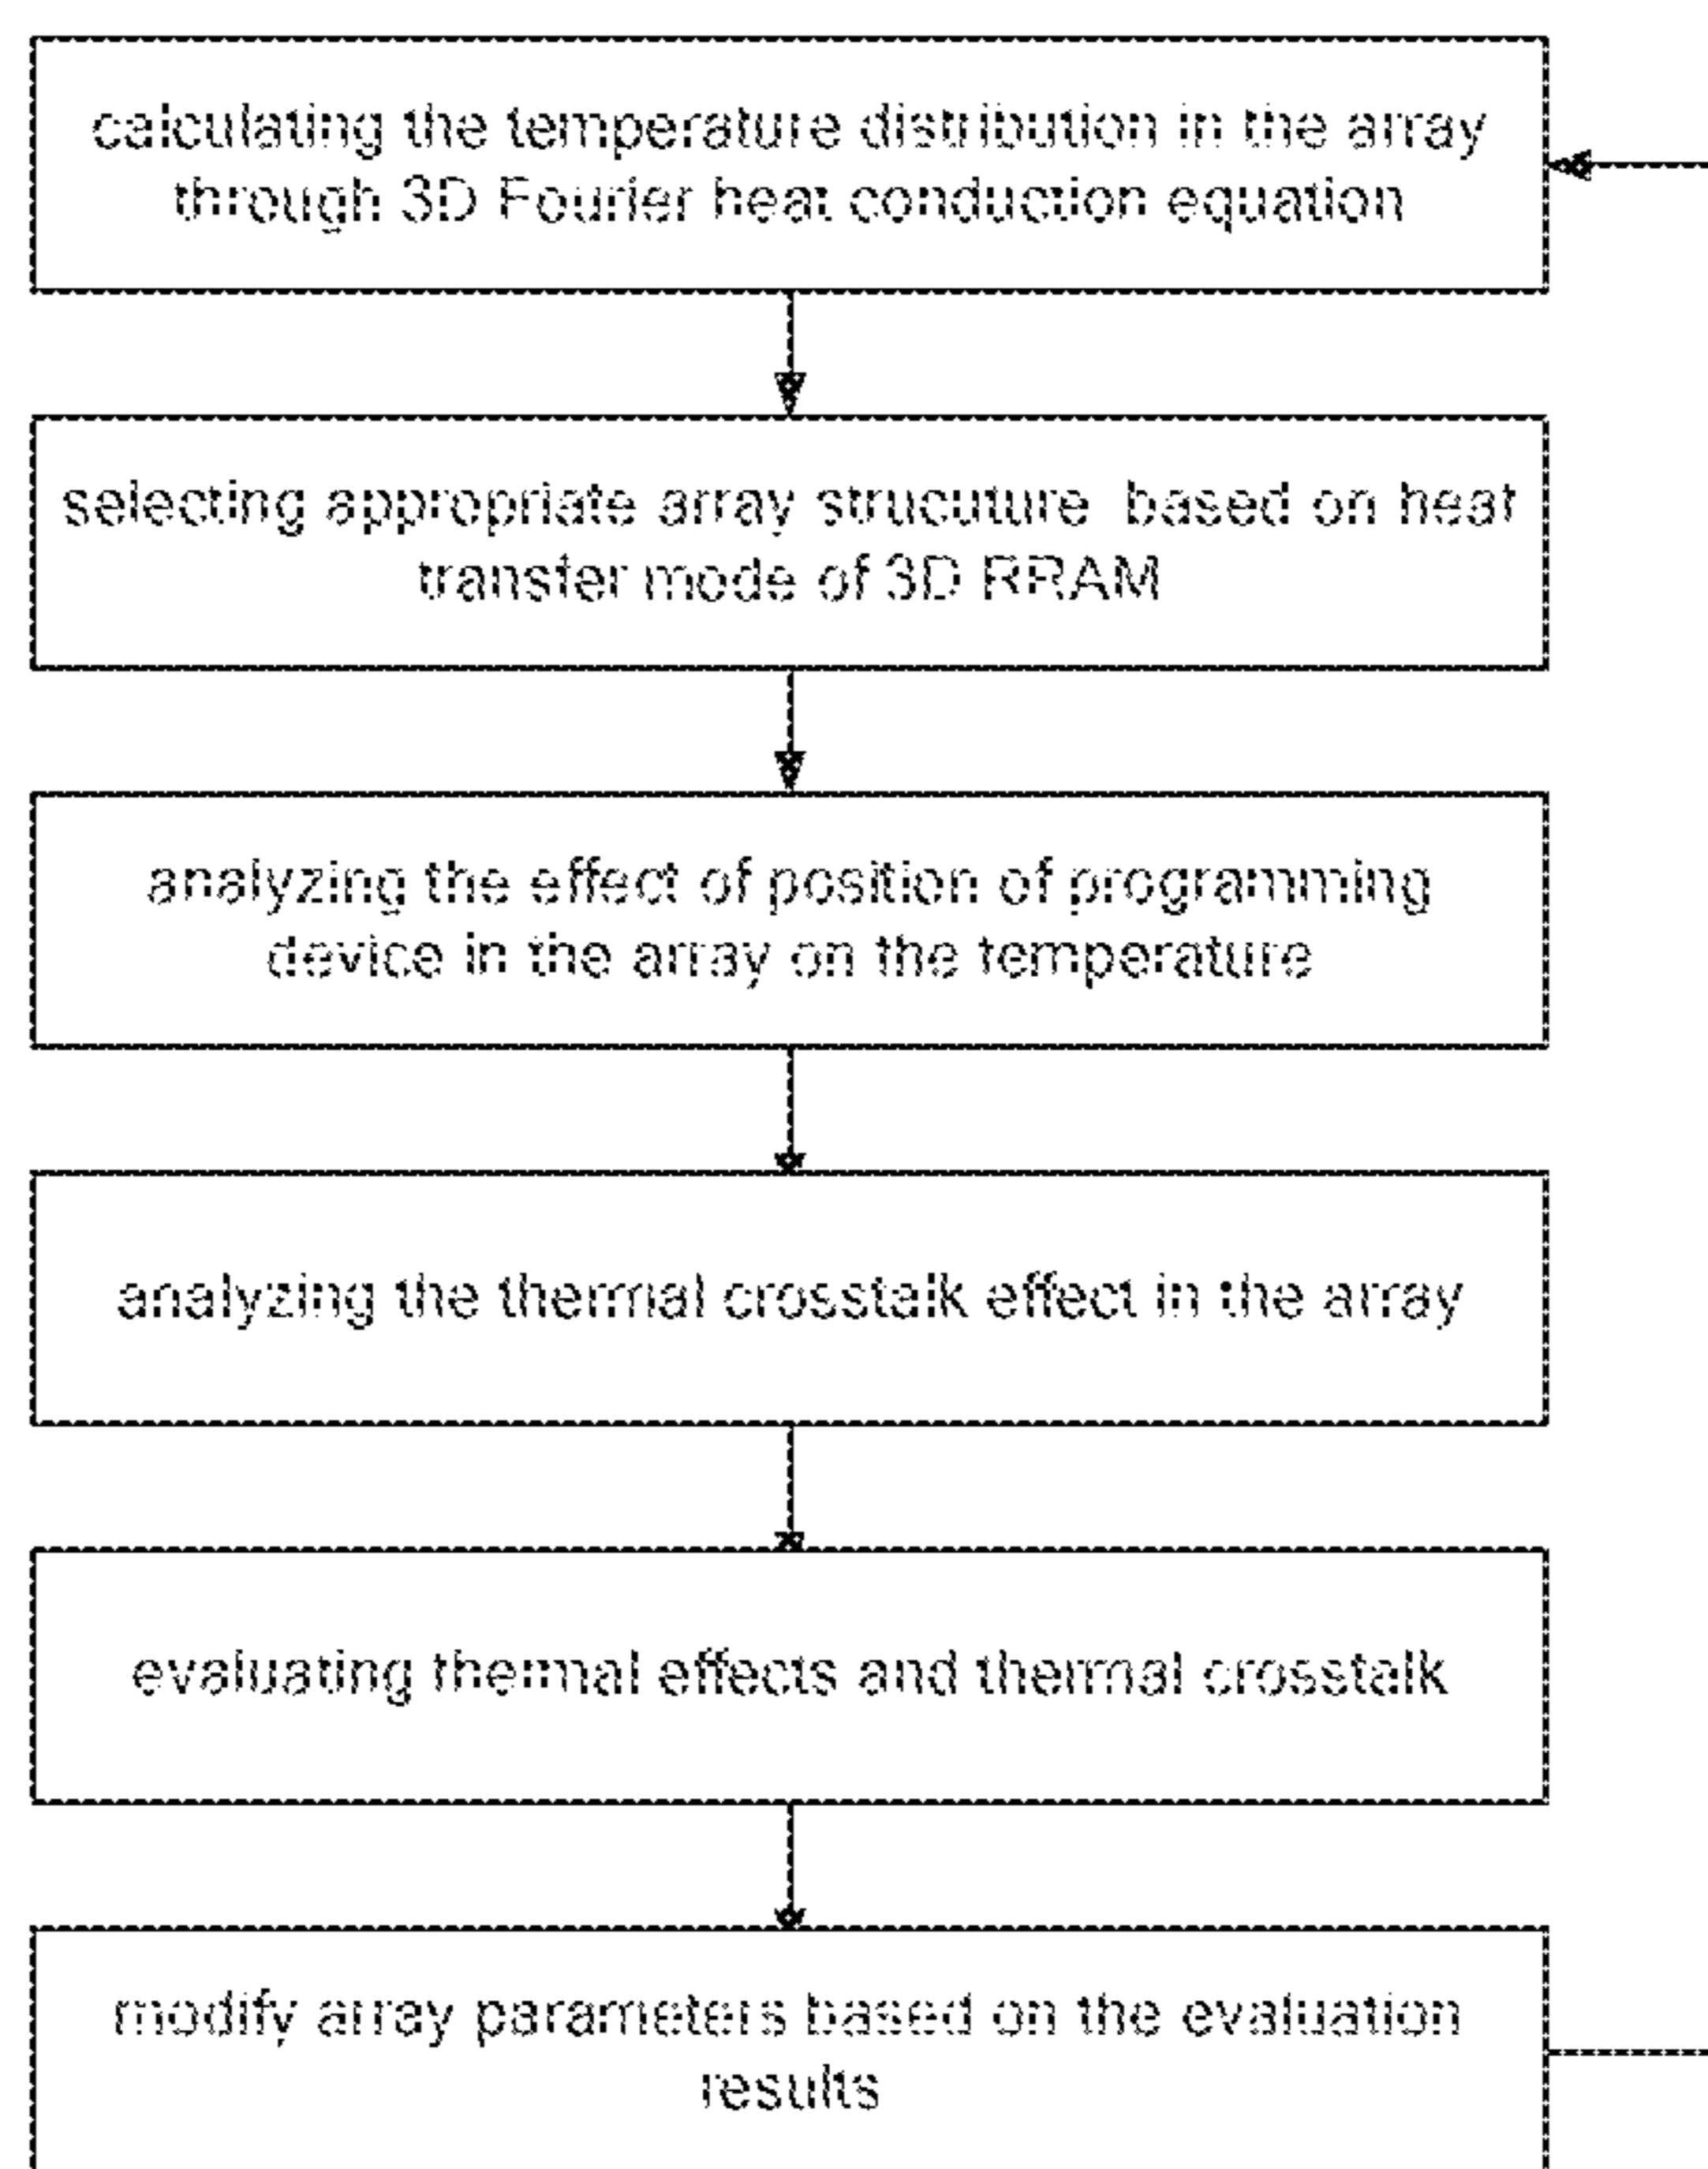 calculating the temperature distribution in the array
through 3D Fourier heat conduction equation
selecting appropriate array strucuture based on heat
transfer mode of 3D RRAM
analyzing the effect of position of programming
device in the array on the temperature
analyzing the thermal crosstalk effect in the array
evaluating thermal effects and thermal crosstalk
modify array parameters based on the evaluation
results